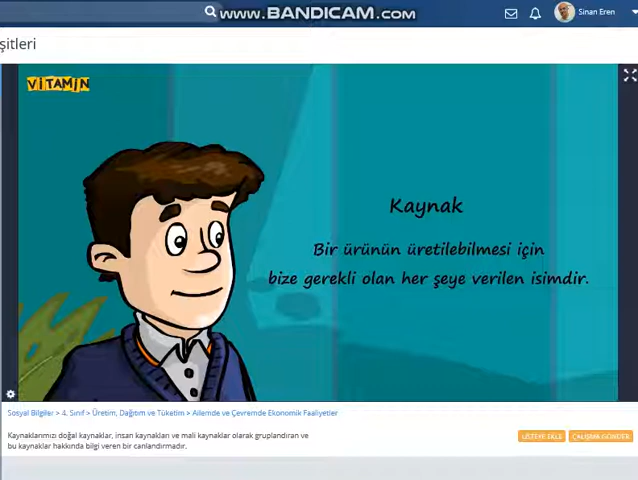 www.BANDICAM.com
Sinan Eren
şitleri
VİTAMIN
Kaynak
Bir ürünün üretilebilmesi için
bize gerekli olan her şeye verilen isimdir.
Sosyal Bilgiler > 4. Sınıf > Üretim, Dağıtım ve Tüketim > Ailemde ve Çevremde Ekonomik Faaliyetler
Kaynaklarımızı doğal kaynaklar, insan kaynakları ve mali kaynaklar olarak gruplandıran ve
bu kaynaklar hakkında bilgi veren bir canlandırmadır.
LİSTEYE EKLE
ÇALIŞMA GÖNDER